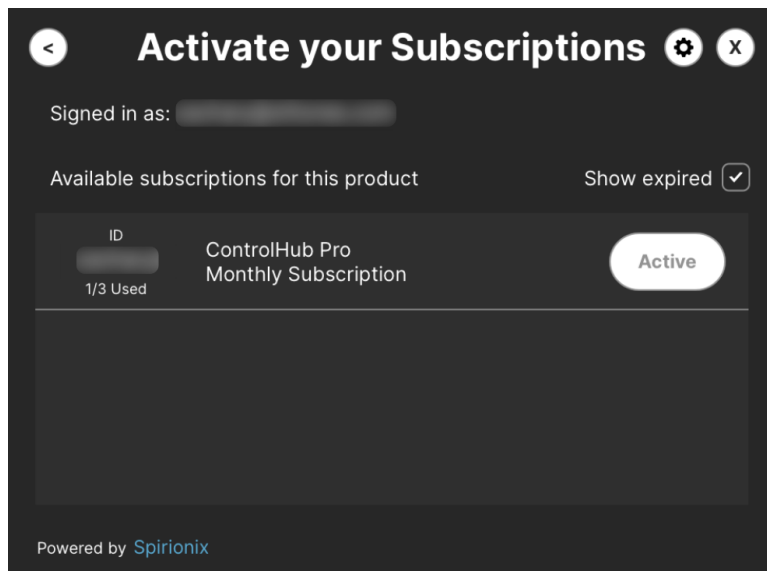 <
Activate your Subscriptions
X
Signed in as:
Available subscriptions for this product
Show expired
ID
1/3 Used
ControlHub Pro
Monthly Subscription
Active
Powered by Spirionix